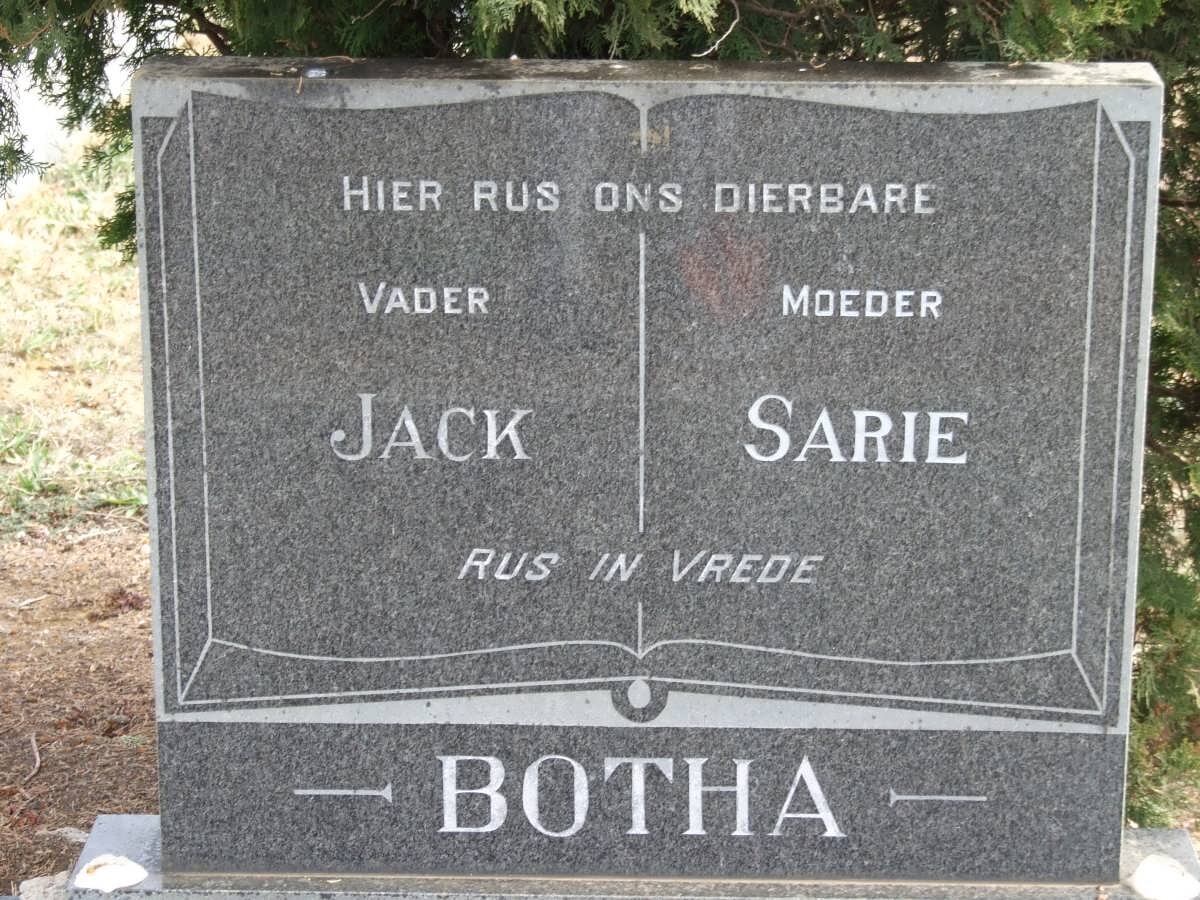 HIER RUS ONS DIERBARE
VADER
JACK
MOEDER
SARIE
RUS IN VREDE
BOTHA